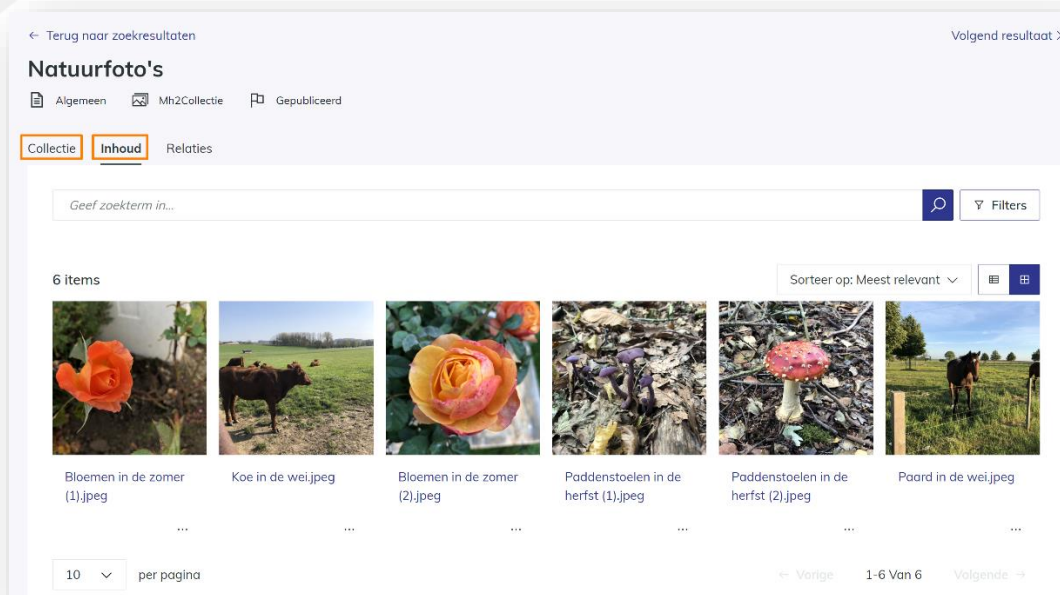 ← Terug naar zoekresultaten
Volgend resultaat
Natuurfoto's
Algemeen Mh2Collectie Gepubliceerd
Collectie Inhoud Relaties
Geef zoekterm in...
Filters
6 items
Sorteer op: Meest relevant
Bloemen in de zomer
(1).jpeg
Koe in de wei.jpeg
Bloemen in de zomer
(2).jpeg
Paddenstoelen in de
herfst (1).jpeg
Paddenstoelen in de
herfst (2).jpeg
Paard in de wei.jpeg
... ... ... ... ... ...
10 per pagina
← Vorige 1-6 Van 6 Volgende →